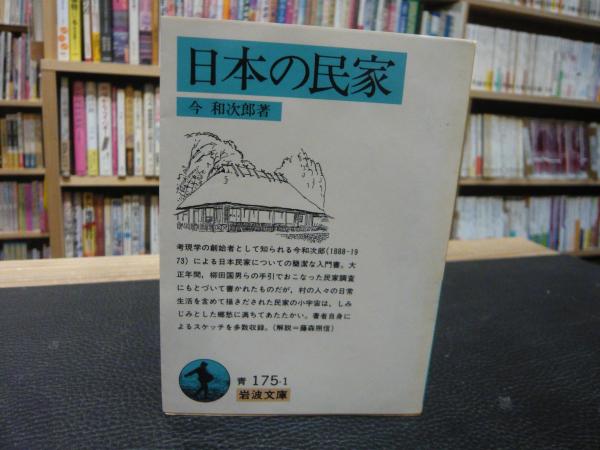 日本の民家
今 和次郎著
考現学の創始者として知られる今和次郎(1888-19
73)による日本民家についての簡潔な入門書。大
正年間,柳田国男らの手引でおこなった民家調査
にもとづいて書かれたものだが,村の人々の日常
生活を含めて描きだされた民家の小宇宙は,しみ
じみとした郷愁に満ちてあたたかい。著者自身に
よるスケッチを多数収録。(解説=藤森照信)
青 175-1
岩波文庫